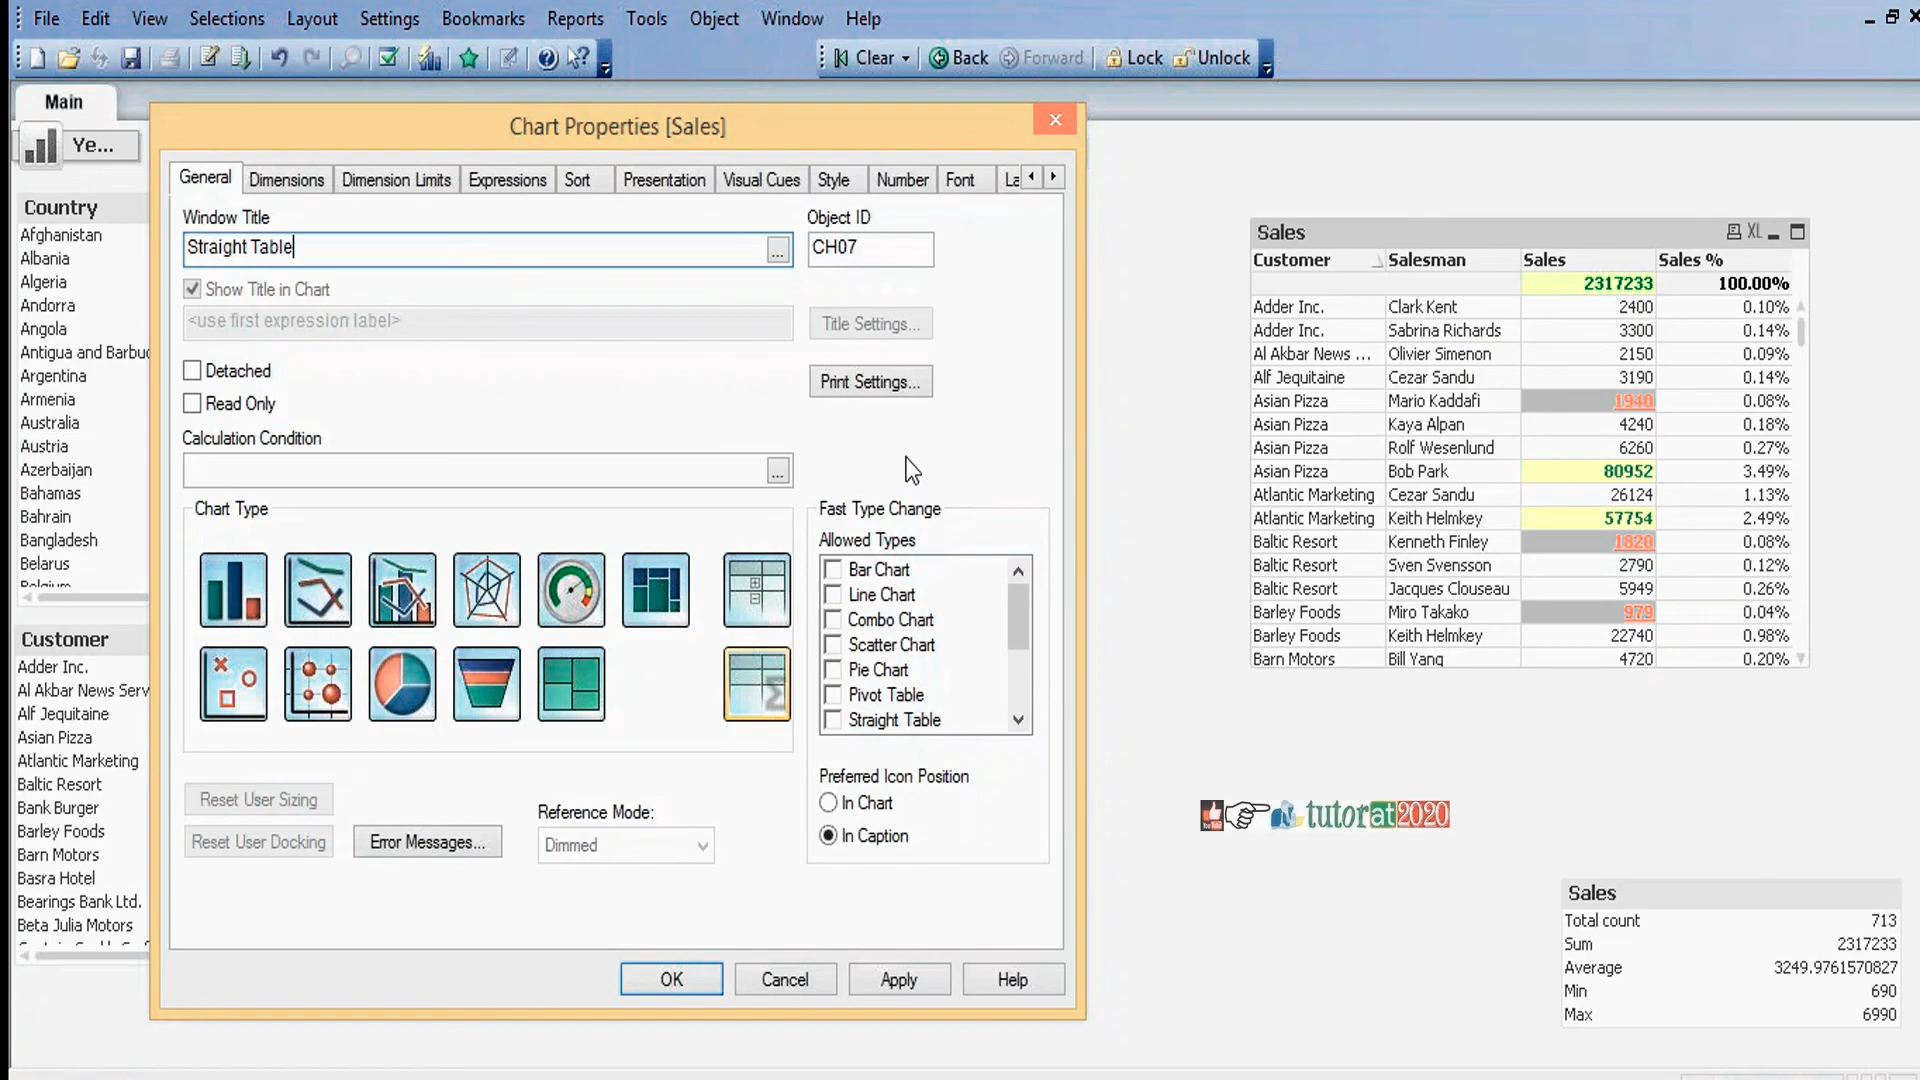 File Edit View Selections Layout Settings Bookmarks Reports Tools Object Window Help
Clear Back Forward Lock Unlock
Main
Ye...
Country
Afghanistan
Albania
Algeria
Andorra
Angola
Antigua and Barbu
Argentina
Armenia
Australia
Austria
Azerbaijan
Bahamas
Bahrain
Bangladesh
Belarus
Belgium
Customer
Adder Inc.
Al Akbar News Serv
Alf Jequitaine
Asian Pizza
Atlantic Marketing
Baltic Resort
Bank Burger
Barley Foods
Barn Motors
Basra Hotel
Bearings Bank Ltd.
Beta Julia Motors
Chart Properties [Sales]
General Dimensions Dimension Limits Expressions Sort Presentation Visual Cues Style Number Font La
Window Title
Straight Table
...
Object ID
CH07
Show Title in Chart
<use first expression label>
Title Settings...
Detached
Read Only
Print Settings...
Calculation Condition
...
Chart Type
Fast Type Change
Allowed Types
Bar Chart
Line Chart
Combo Chart
Scatter Chart
Pie Chart
Pivot Table
Straight Table
Preferred Icon Position
In Chart
In Caption
Reset User Sizing
Reset User Docking
Error Messages...
Reference Mode:
Dimmed
OK Cancel Apply Help
Sales XL
Customer Salesman Sales Sales %
2317233 100.00%
Adder Inc. Clark Kent 2400 0.10%
Adder Inc. Sabrina Richards 3300 0.14%
Al Akbar News ... Olivier Simenon 2150 0.09%
Alf Jequitaine Cezar Sandu 3190 0.14%
Asian Pizza Mario Kaddafi 1940 0.08%
Asian Pizza Kaya Alpan 4240 0.18%
Asian Pizza Rolf Wesenlund 6260 0.27%
Asian Pizza Bob Park 80952 3.49%
Atlantic Marketing Cezar Sandu 26124 1.13%
Atlantic Marketing Keith Helmkey 57754 2.49%
Baltic Resort Kenneth Finley 1820 0.08%
Baltic Resort Sven Svensson 2790 0.12%
Baltic Resort Jacques Clouseau 5949 0.26%
Barley Foods Miro Takako 979 0.04%
Barley Foods Keith Helmkey 22740 0.98%
Barn Motors Bill Yang 4720 0.20%
tutorat2020
Sales
Total count 713
Sum 2317233
Average 3249.9761570827
Min 690
Max 6990